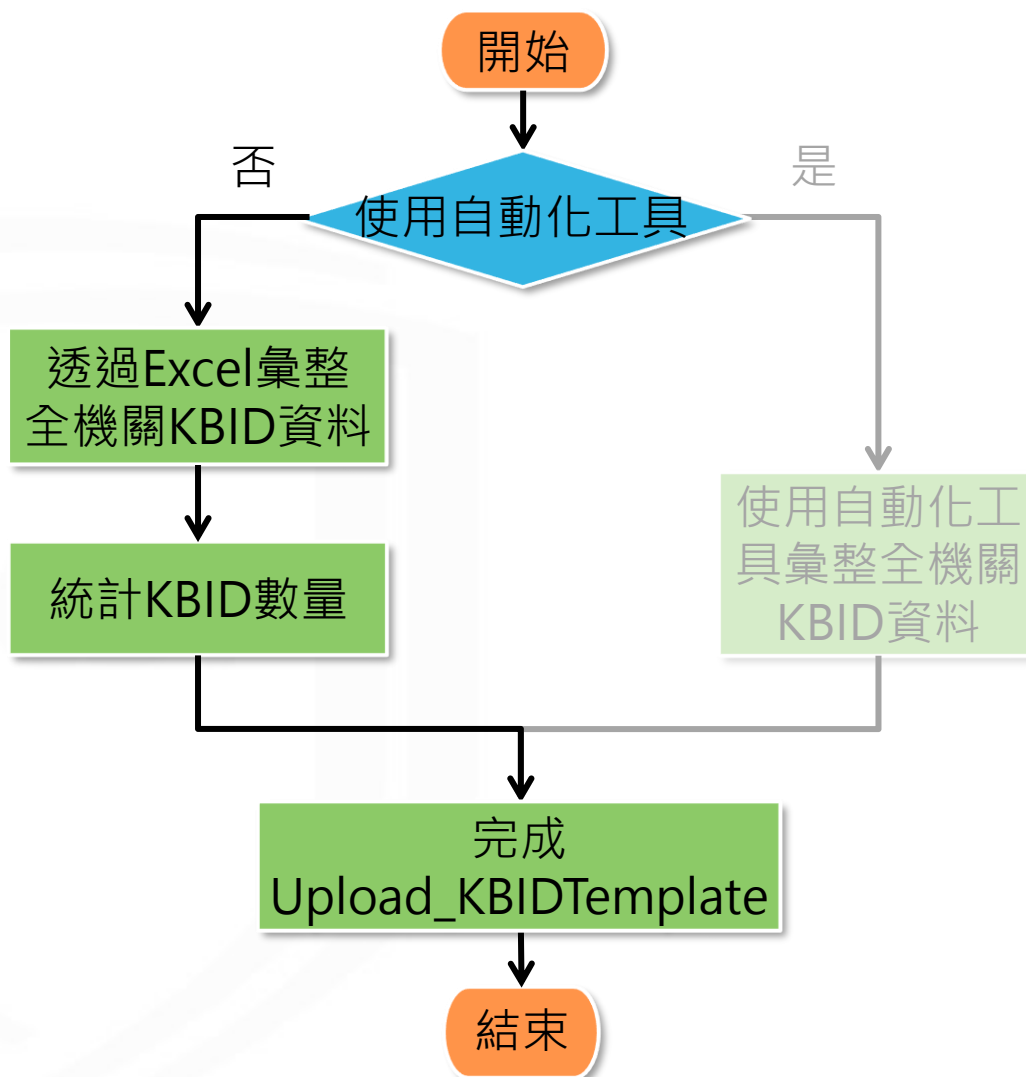 開始
否
是
使用自動化工具
透過Excel彙整
全機關KBID資料
使用自動化工
具彙整全機關
KBID資料
統計KBID數量
完成
Upload_KBIDTemplate
結束